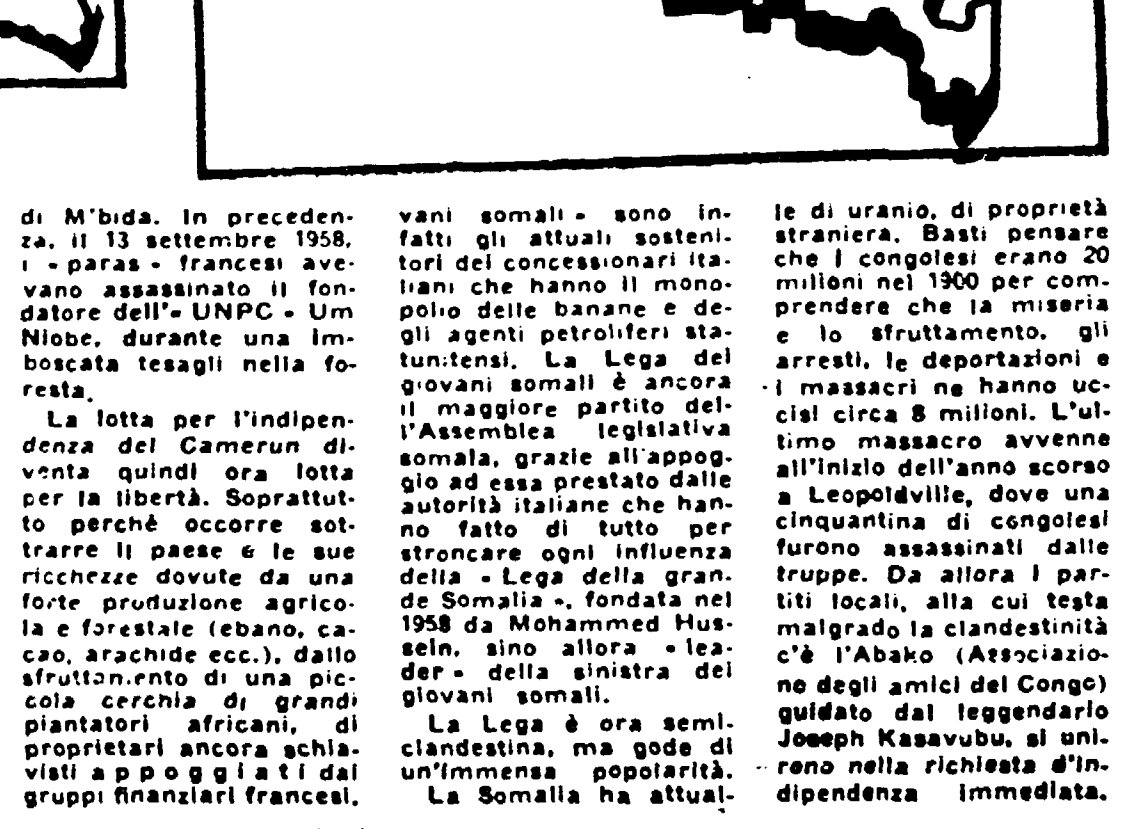 di M'bida. In preceden-
za, il 13 settembre 1958,
i « paras » francesi ave-
vano assassinato il fon-
datore dell'« UNPC » Um
Niobe, durante una im-
boscata tesagli nella fo-
resta.
La lotta per l'indipen-
denza del Camerun di-
venta quindi ora lotta
per la libertà. Soprattut-
to perchè occorre sot-
trarre il paese e le sue
ricchezze dovute da una
forte produzione agrico-
la e forestale (ebano, ca-
cao, arachide ecc.), dallo
sfruttamento di una pic-
cola cerchia di grandi
piantatori africani, di
proprietari ancora schia-
visti appoggiati dai
gruppi finanziari francesi.
vani somali » sono in-
fatti gli attuali sosteni-
tori dei concessionari ita-
liani che hanno il mono-
polio delle banane e de-
gli agenti petroliferi sta-
tunitensi. La Lega dei
giovani somali è ancora
il maggiore partito del-
l'Assemblea legislativa
somala, grazie all'appog-
gio ad essa prestato dalle
autorità italiane che han-
no fatto di tutto per
stroncare ogni influenza
della « Lega della gran-
de Somalia », fondata nel
1958 da Mohammed Hus-
sein, sino allora « lea-
der » della sinistra dei
giovani somali.
La Lega è ora semi-
clandestina, ma gode di
un'immensa popolarità.
La Somalia ha attual-
le di uranio, di proprietà
straniera. Basti pensare
che i congolesi erano 20
milioni nel 1900 per com-
prendere che la miseria
e lo sfruttamento, gli
arresti, le deportazioni e
i massacri ne hanno uc-
cisi circa 8 milioni. L'ul-
timo massacro avvenne
all'inizio dell'anno scorso
a Leopoldville, dove una
cinquantina di congolesi
furono assassinati dalle
truppe. Da allora i par-
titi locali, alla cui testa
malgrado la clandestinità
c'è l'Abako (Associazio-
ne degli amici del Congo)
guidato dal leggendario
Joseph Kasavubu, si uni-
rono nella richiesta d'in-
dipendenza immediata.